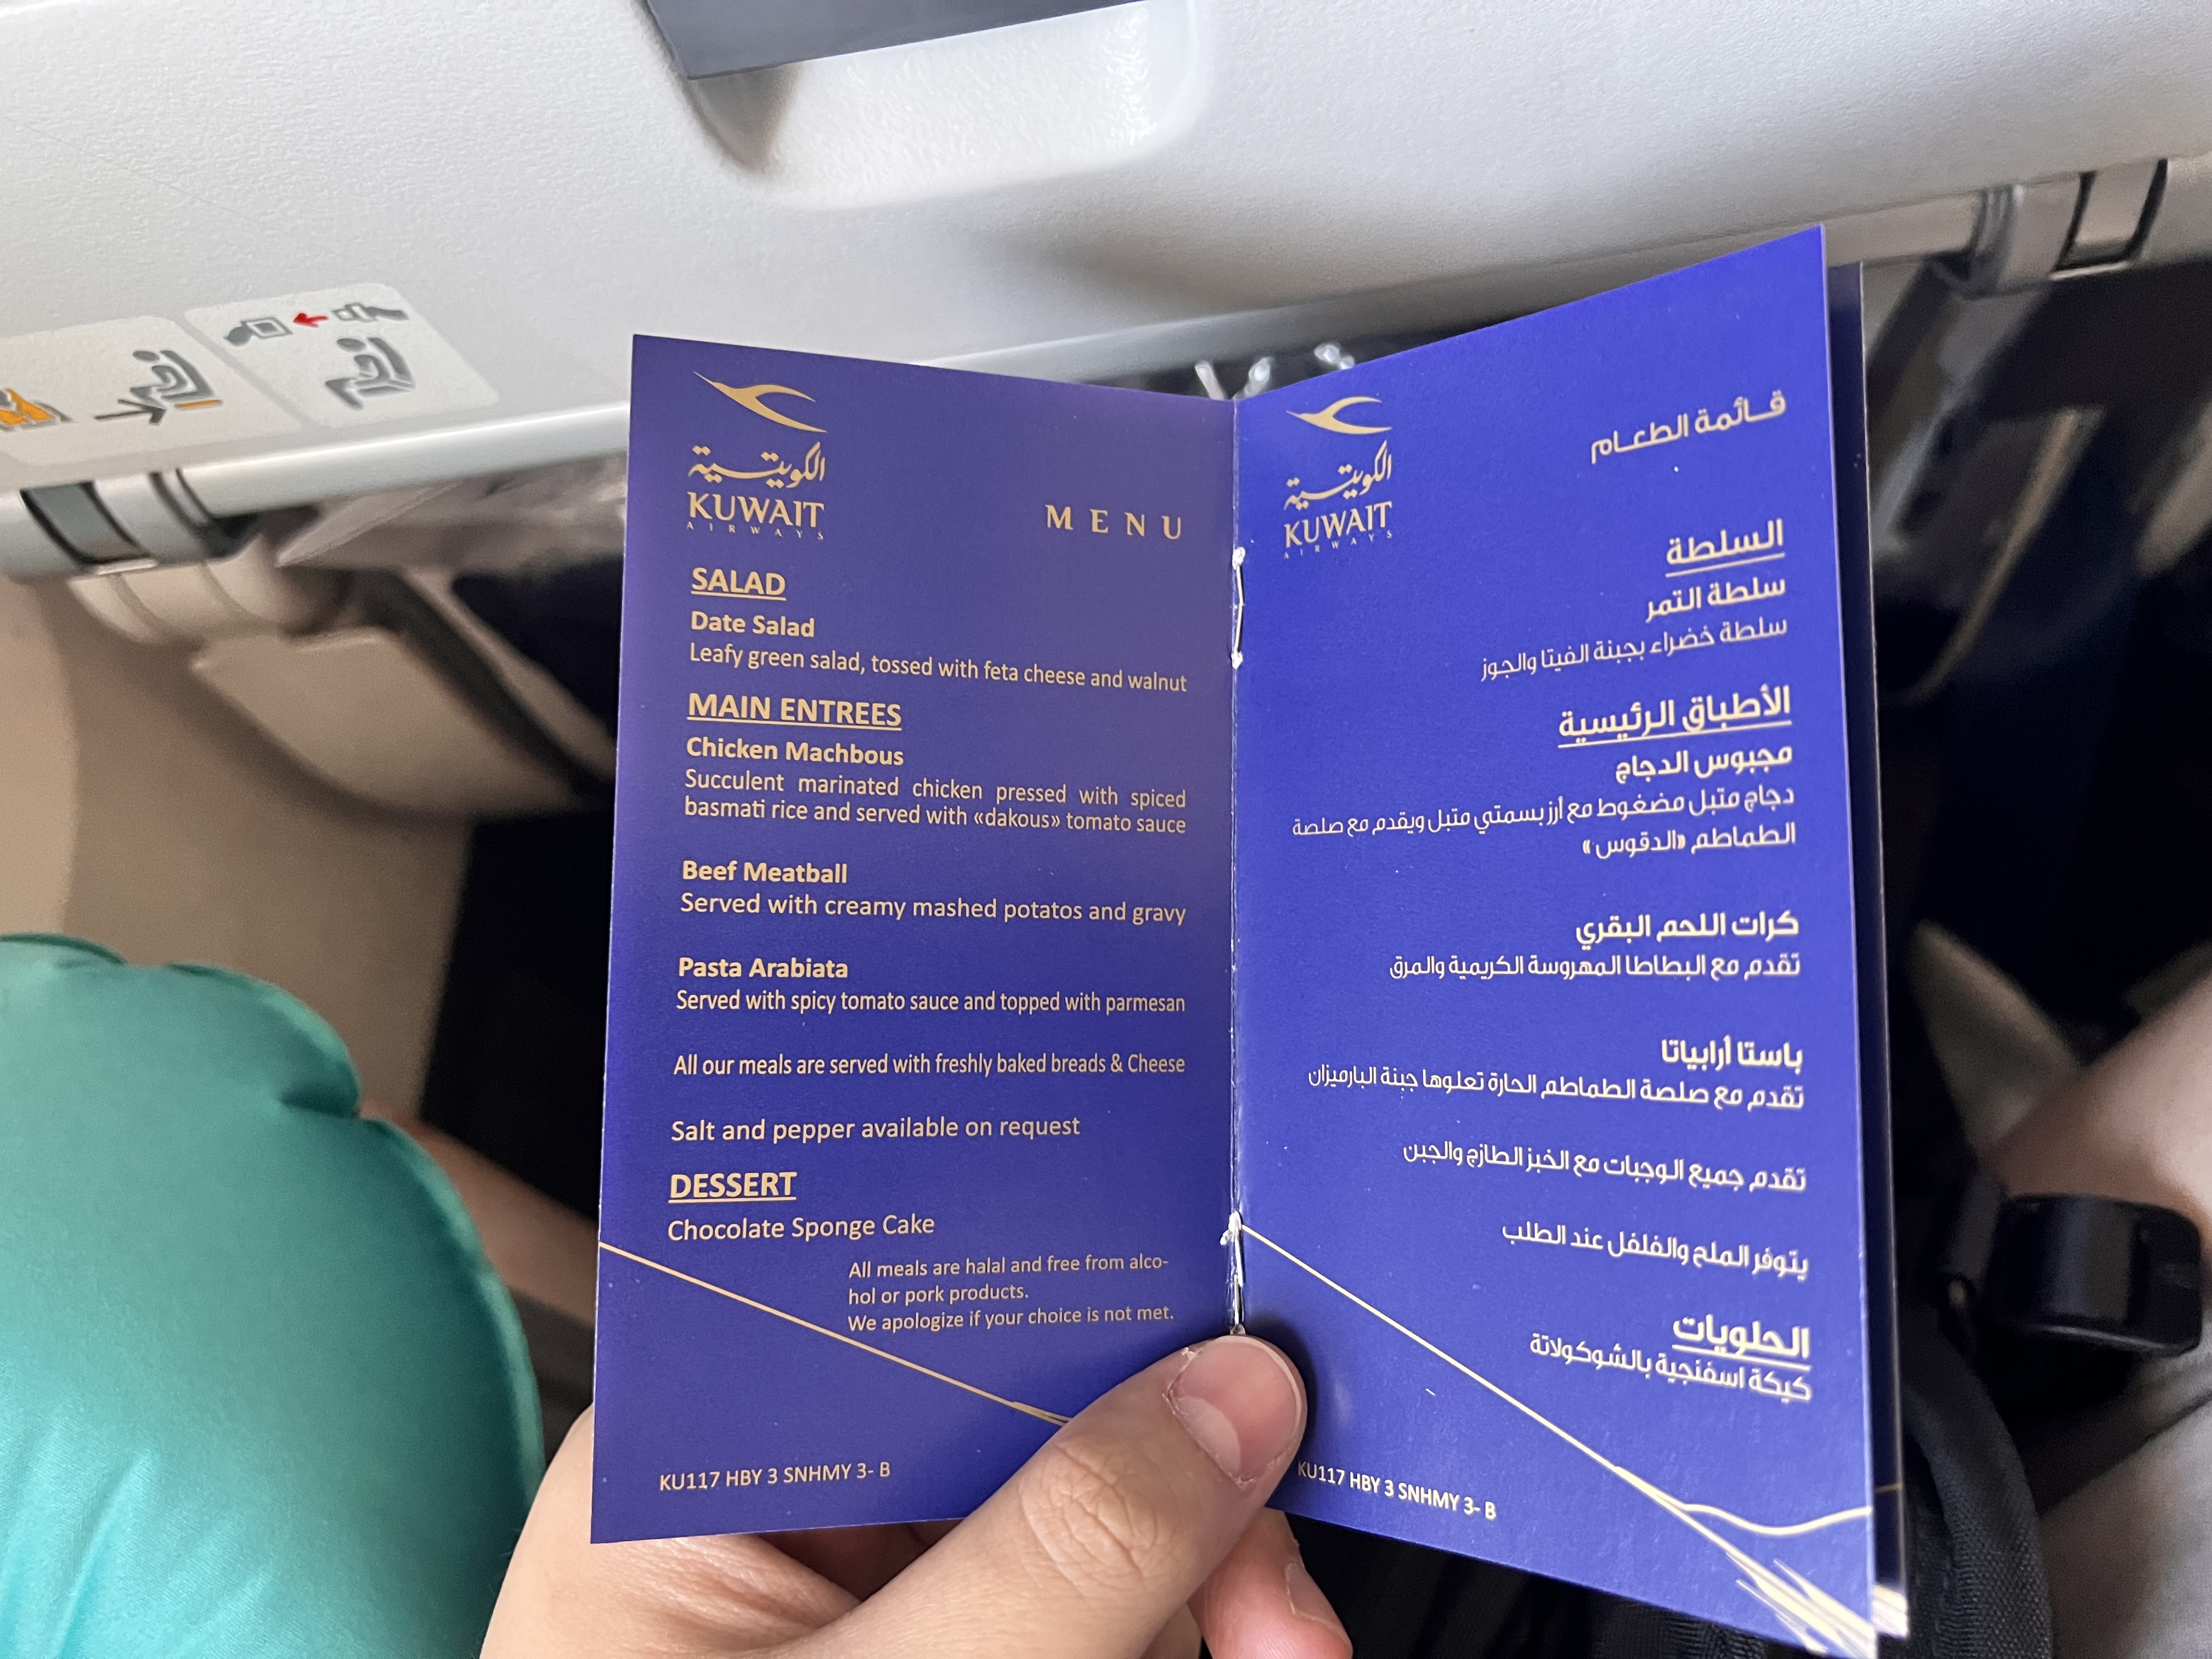 الكويتية
KUWAIT
AIRWAYS
MENU
SALAD
Date Salad
Leafy green salad, tossed with feta cheese and walnut
MAIN ENTREES
Chicken Machbous
Succulent marinated chicken pressed with spiced
basmati rice and served with «dakous» tomato sauce
Beef Meatball
Served with creamy mashed potatos and gravy
Pasta Arabiata
Served with spicy tomato sauce and topped with parmesan
All our meals are served with freshly baked breads & Cheese
Salt and pepper available on request
DESSERT
Chocolate Sponge Cake
All meals are halal and free from alco-
hol or pork products.
We apologize if your choice is not met.
KU117 HBY 3 SNHMY 3- B
الكويتية
KUWAIT
AIRWAYS
قائمة الطعام
السلطة
سلطة التمر
سلطة خضراء بجبنة الفيتا والجوز
الأطباق الرئيسية
مجبوس الدجاج
دجاج متبل مضغوط مع أرز بسمتي متبل ويقدم مع صلصة
الطماطم «الدقوس»
كرات اللحم البقري
تقدم مع البطاطا المهروسة الكريمية والمرق
باستا أرابياتا
تقدم مع صلصة الطماطم الحارة تعلوها جبنة البارميزان
تقدم جميع الوجبات مع الخبز الطازج والجبن
يتوفر الملح والفلفل عند الطلب
الحلويات
كيكة اسفنجية بالشوكولاتة
KU117 HBY 3 SNHMY 3- B